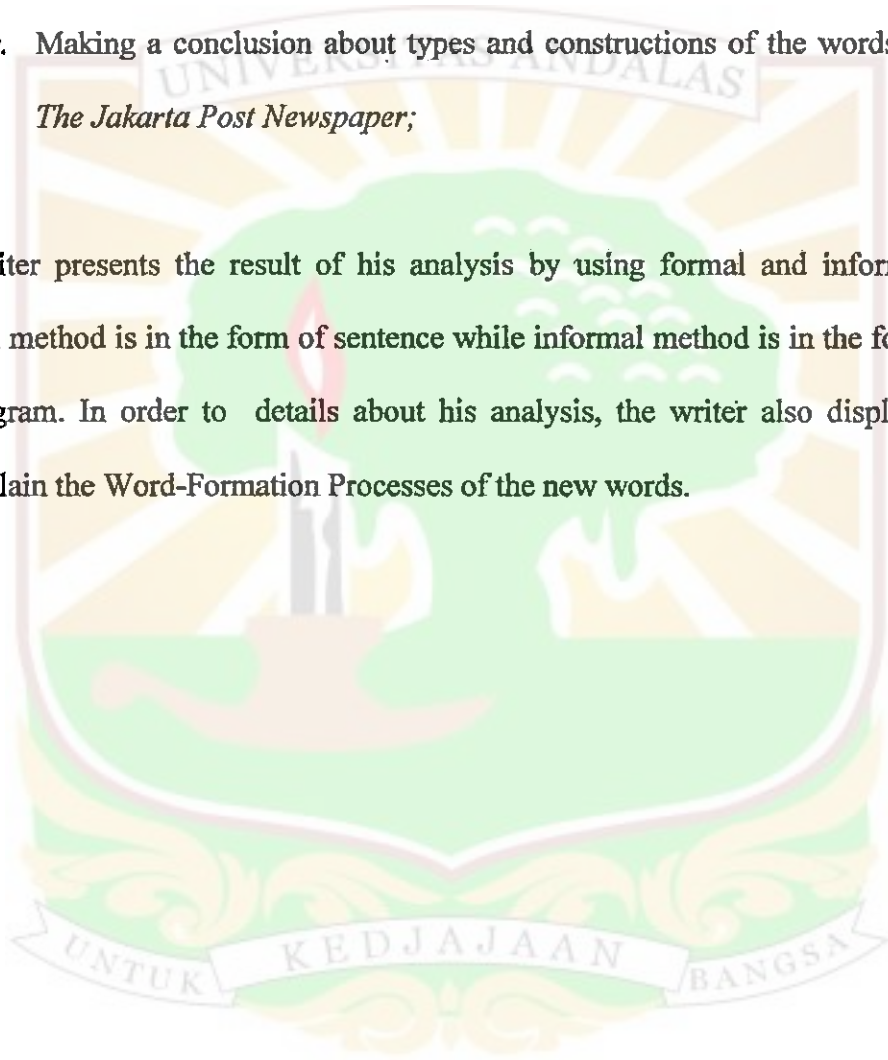 Making a conclusion about types and constructions of the words
UNIVERSITAS ANDALAS
The Jakarta Post Newspaper;
iter presents the result of his analysis by using formal and infor
method is in the form of sentence while informal method is in the fo
gram. In order to details about his analysis, the writer also displ
lain the Word-Formation Processes of the new words.
UNTUK KEDJAJAAN BANGSA